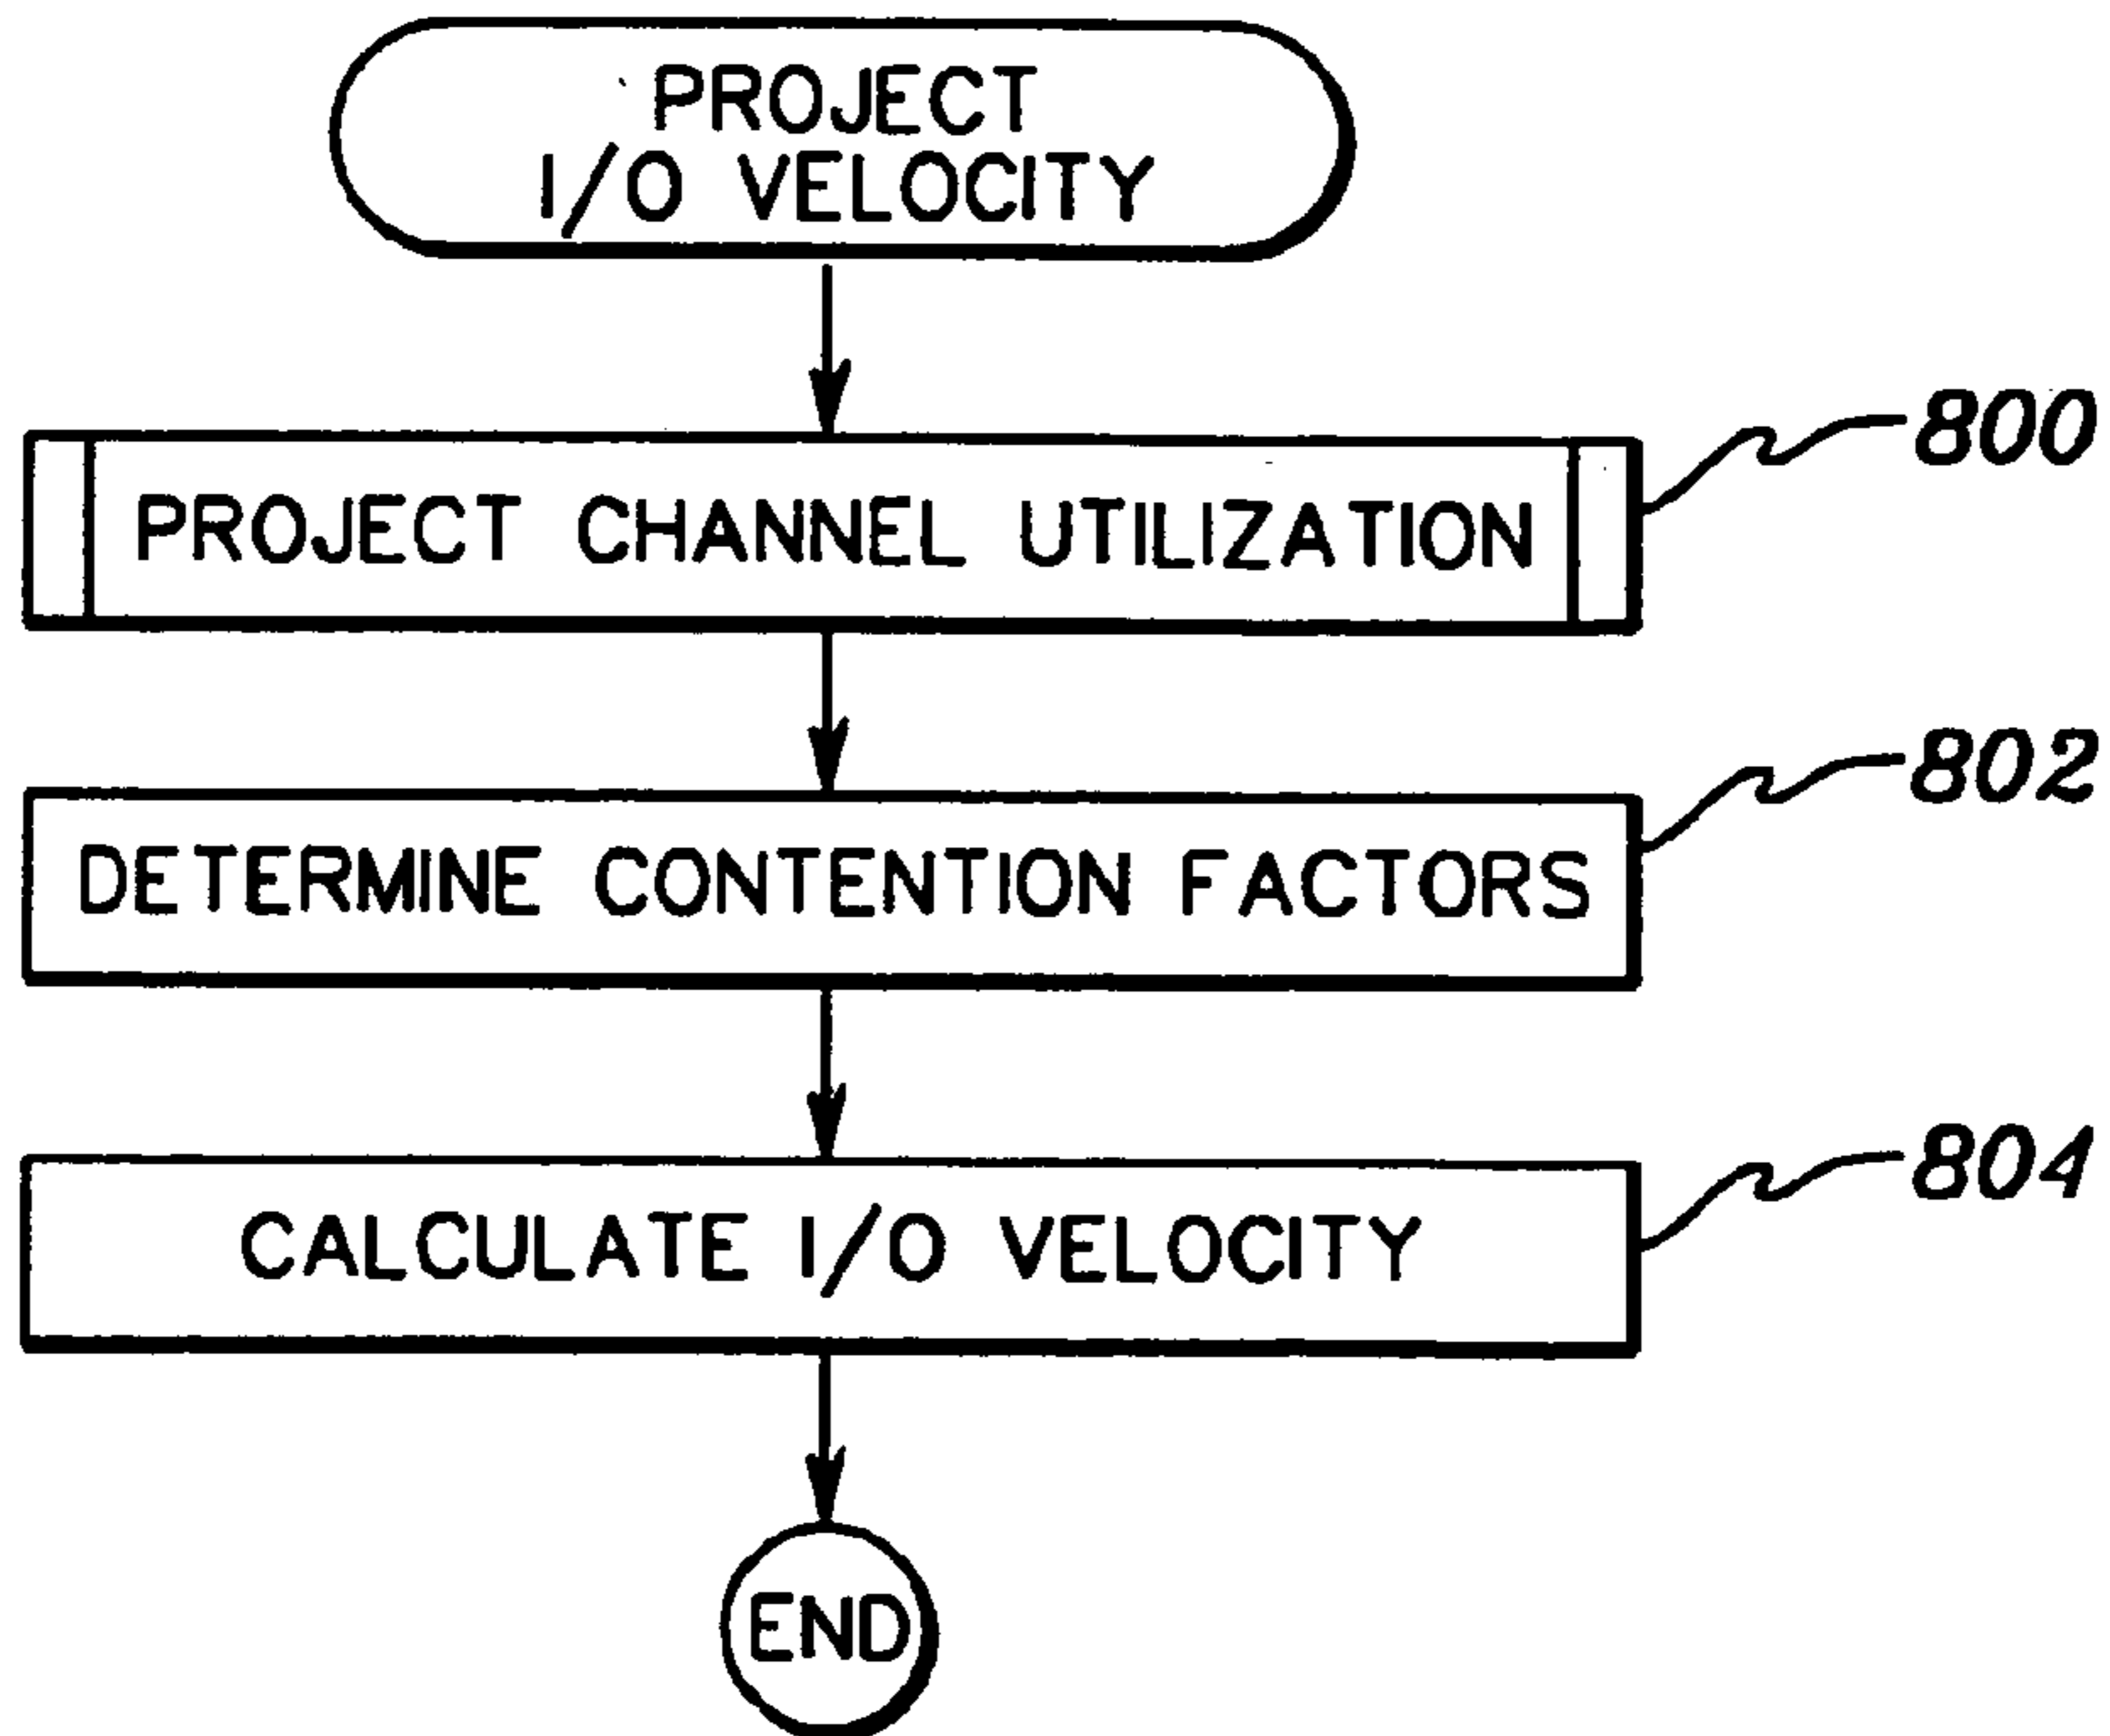 PROJECT
I/O VELOCITY
800
PROJECT CHANNEL UTILIZATION
802
DETERMINE CONTENTION FACTORS
804
CALCULATE I/O VELOCITY
END